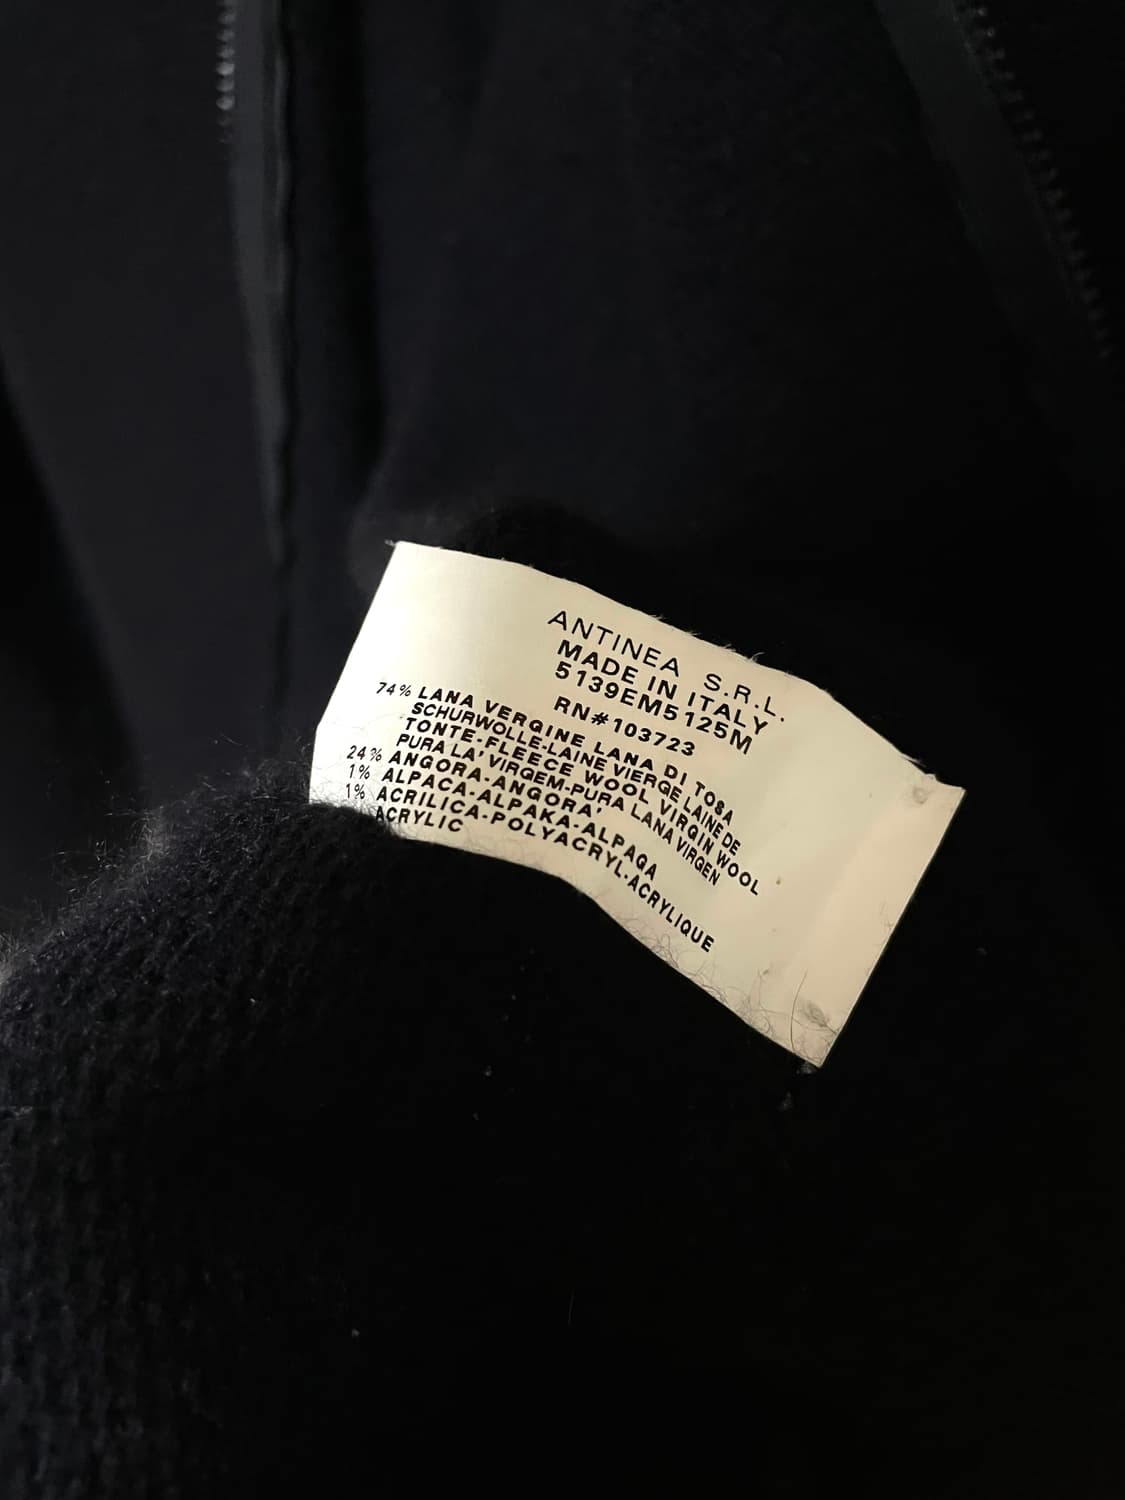 ANTINEA S.R.L.
MADE IN ITALY
5139EM5125M
RN#103723
74% LANA VERGINE LANA DI TOSA
SCHURWOLLE-LAINE VIERGE LAINE DE
TONTE-FLEECE WOOL VIRGIN WOOL
PURA LA' VIRGEM-PURA LANA VIRGEN
24% ANGORA-ANGORA'
1% ALPACA-ALPAKA-ALPAGA
1% ACRILICA-POLYACRYL-ACRYLIQUE
ACRYLIC